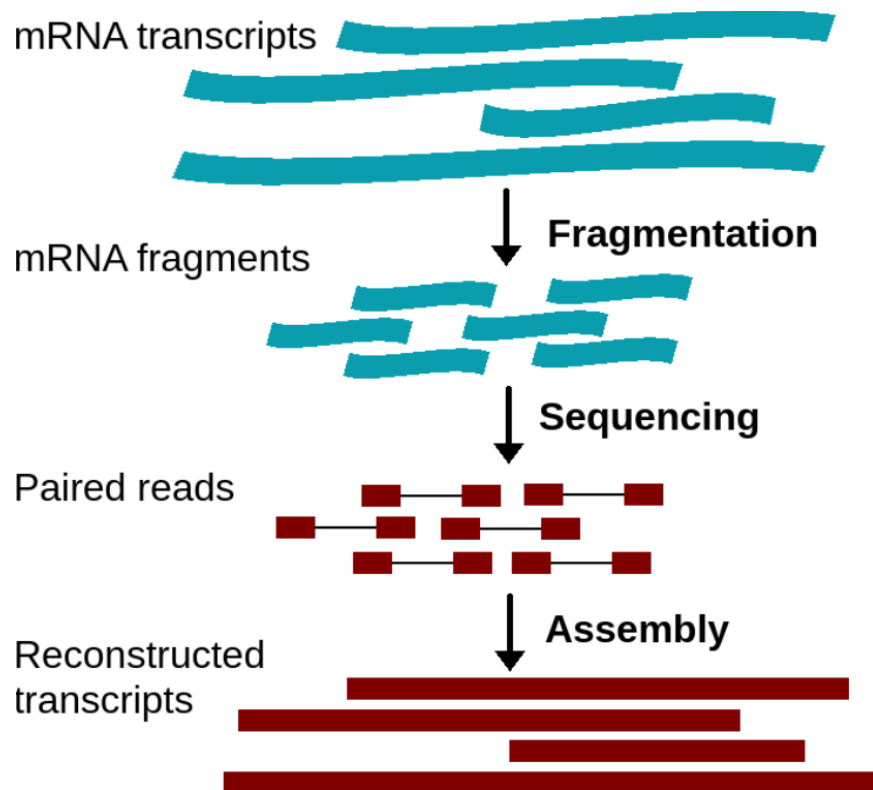 mRNA transcripts
Fragmentation
mRNA fragments
Sequencing
Paired reads
Assembly
Reconstructed
transcripts